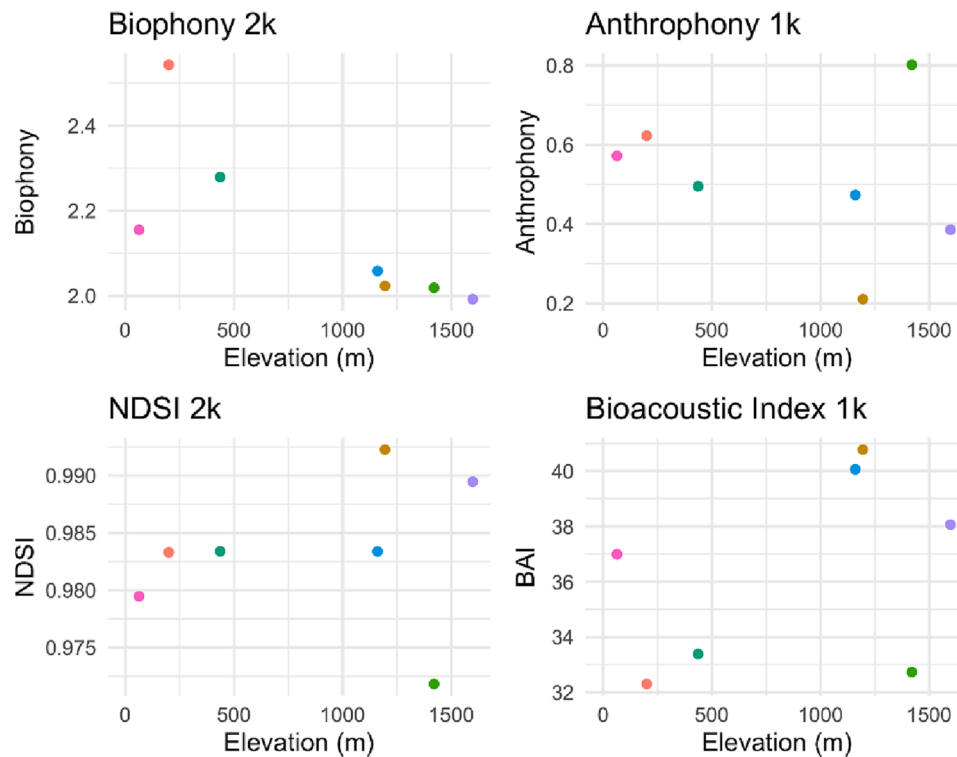 Biophony 2k
Biophony
2.4
2.2
2.0
0 500 1000 1500
Elevation (m)
Anthrophony 1k
Anthrophony
0.8
0.6
0.4
0.2
0 500 1000 1500
Elevation (m)
NDSI 2k
NDSI
0.990
0.985
0.980
0.975
0 500 1000 1500
Elevation (m)
Bioacoustic Index 1k
BAI
40
38
36
34
32
0 500 1000 1500
Elevation (m)